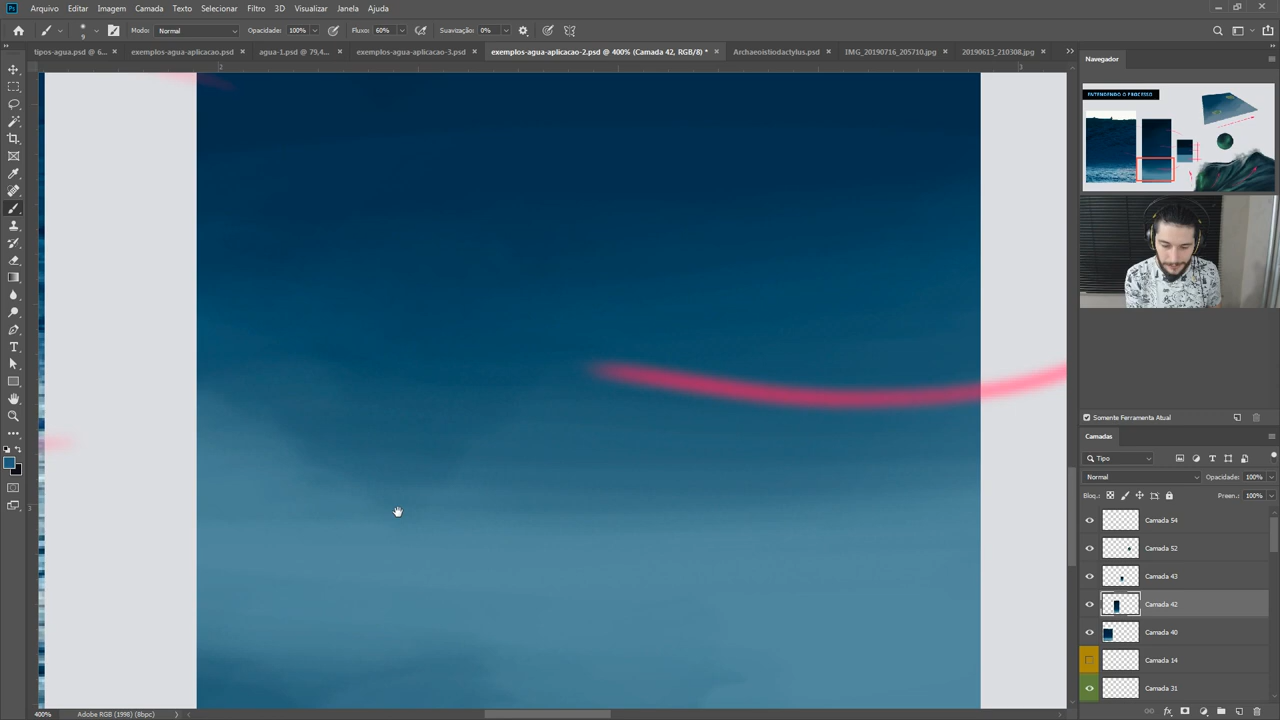 Arquivo Editar Imagem Camada Texto Selecionar Filtro 3D Visualizar Janela Ajuda
Modo: Normal Opacidade: 100% Fluxo: 60% Suavização: 0%
9
tipos-agua.psd @ 6... × exemplos-agua-aplicacao.psd × agua-1.psd @ 79,4... × exemplos-agua-aplicacao-3.psd × exemplos-agua-aplicacao-2.psd @ 400% (Camada 42, RGB/8) * × Archaeoistiodactylus.psd × IMG_20190716_205710.jpg × 20190613_210308.jpg ×
Navegador
2 3
ENTENDENDO O PROCESSO
Somente Ferramenta Atual
Camadas
Tipo
Normal Opacidade: 100%
Bloq.: Preen.: 100%
Camada 54
Camada 52
Camada 43
Camada 42
Camada 40
Camada 14
Camada 31
3
400% Adobe RGB (1998) (8bpc)